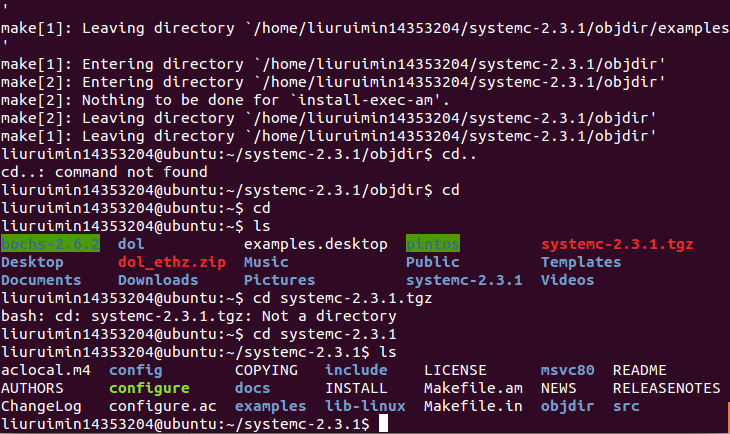 '
make[1]: Leaving directory `/home/liuruimin14353204/systemc-2.3.1/objdir/examples
'
make[1]: Entering directory `/home/liuruimin14353204/systemc-2.3.1/objdir'
make[2]: Entering directory `/home/liuruimin14353204/systemc-2.3.1/objdir'
make[2]: Nothing to be done for `install-exec-am'.
make[2]: Leaving directory `/home/liuruimin14353204/systemc-2.3.1/objdir'
make[1]: Leaving directory `/home/liuruimin14353204/systemc-2.3.1/objdir'
liuruimin14353204@ubuntu:~/systemc-2.3.1/objdir$ cd..
cd..: command not found
liuruimin14353204@ubuntu:~/systemc-2.3.1/objdir$ cd
liuruimin14353204@ubuntu:~$ cd
liuruimin14353204@ubuntu:~$ ls
bochs-2.6.2 dol examples.desktop pintos systemc-2.3.1.tgz
Desktop dol_ethz.zip Music Public Templates
Documents Downloads Pictures systemc-2.3.1 Videos
liuruimin14353204@ubuntu:~$ cd systemc-2.3.1.tgz
bash: cd: systemc-2.3.1.tgz: Not a directory
liuruimin14353204@ubuntu:~$ cd systemc-2.3.1
liuruimin14353204@ubuntu:~/systemc-2.3.1$ ls
aclocal.m4 config COPYING include LICENSE msvc80 README
AUTHORS configure docs INSTALL Makefile.am NEWS RELEASENOTES
ChangeLog configure.ac examples lib-linux Makefile.in objdir src
liuruimin14353204@ubuntu:~/systemc-2.3.1$